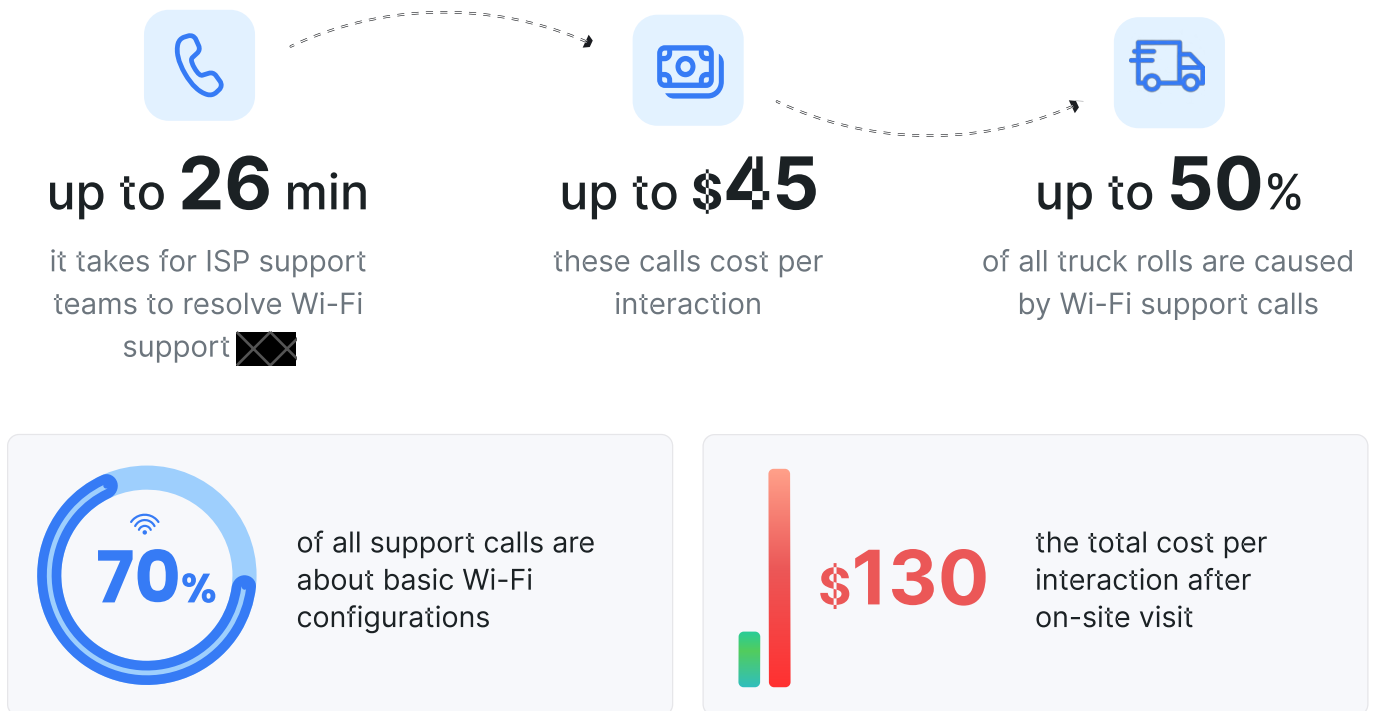 up to 26 min
it takes for ISP support
teams to resolve Wi-Fi
support
up to $45
these calls cost per
interaction
up to 50%
of all truck rolls are caused
by Wi-Fi support calls
70%
of all support calls are
about basic Wi-Fi
configurations
$130
the total cost per
interaction after
on-site visit